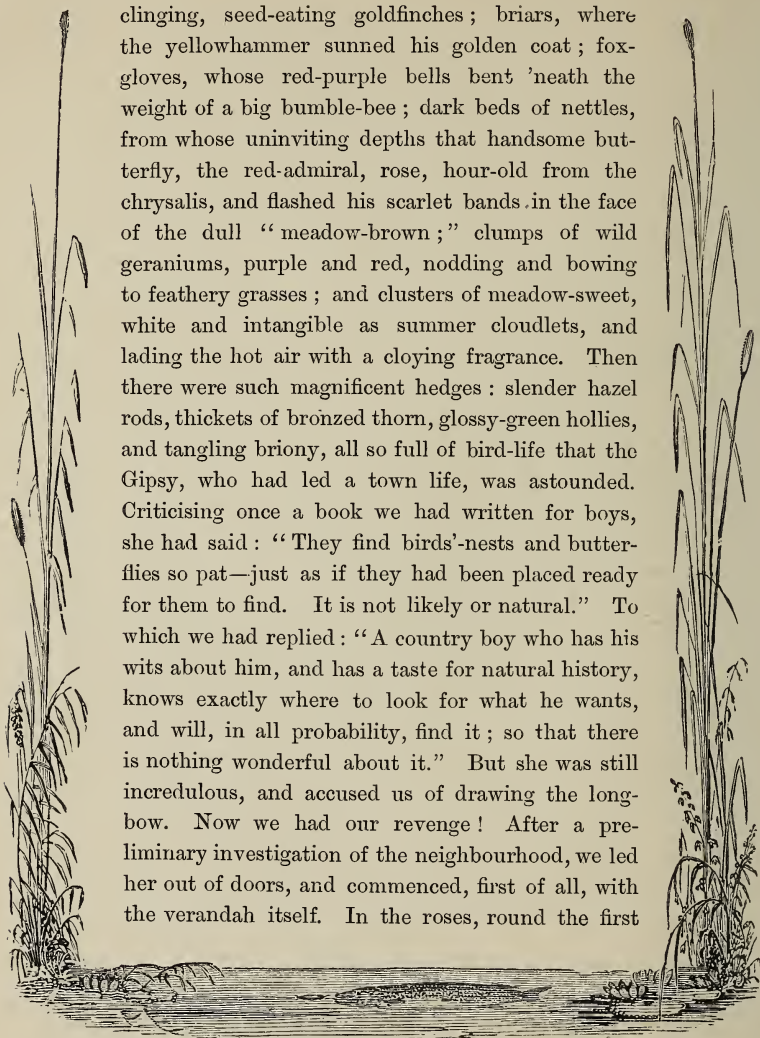 clinging, seed-eating goldfinches ; briars, where
the yellowhammer sunned his golden coat ; fox-
gloves, whose red-purple bells bent ’neath the
weight of a big bumble-bee ; dark beds of nettles,
from whose uninviting depths that handsome but-
terfly, the red-admiral, rose, hour-old from the
chrysalis, and flashed his scarlet bands in the face
of the dull “ meadow-brown ; ” clumps of wild
geraniums, purple and red, nodding and bowing
to feathery grasses ; and clusters of meadow-sweet,
white and intangible as summer cloudlets, and
lading the hot air with a cloying fragrance. Then
there were such magnificent hedges : slender hazel
rods, thickets of bronzed thorn, glossy-green hollies,
and tangling briony, all so full of bird-life that the
Gipsy, who had led a town life, was astounded.
Criticising once a book we had written for boys,
she had said : “ They find birds’-nests and butter-
flies so pat—just as if they had been placed ready
for them to find. It is not likely or natural.” To
which we had replied : “ A country boy who has his
wits about him, and has a taste for natural history,
knows exactly where to look for what he wants,
and will, in all probability, find it ; so that there
is nothing wonderful about it.” But she was still
incredulous, and accused us of drawing the long-
bow. Now we had our revenge ! After a pre-
liminary investigation of the neighbourhood, we led
her out of doors, and commenced, first of all, with
the verandah itself. In the roses, round the first